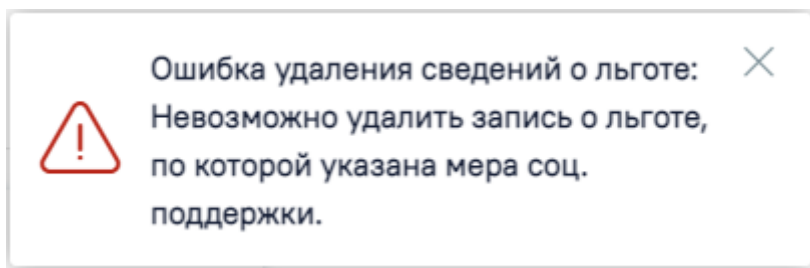 Ошибка удаления сведений о льготе:
Невозможно удалить запись о льготе,
по которой указана мера соц.
поддержки.